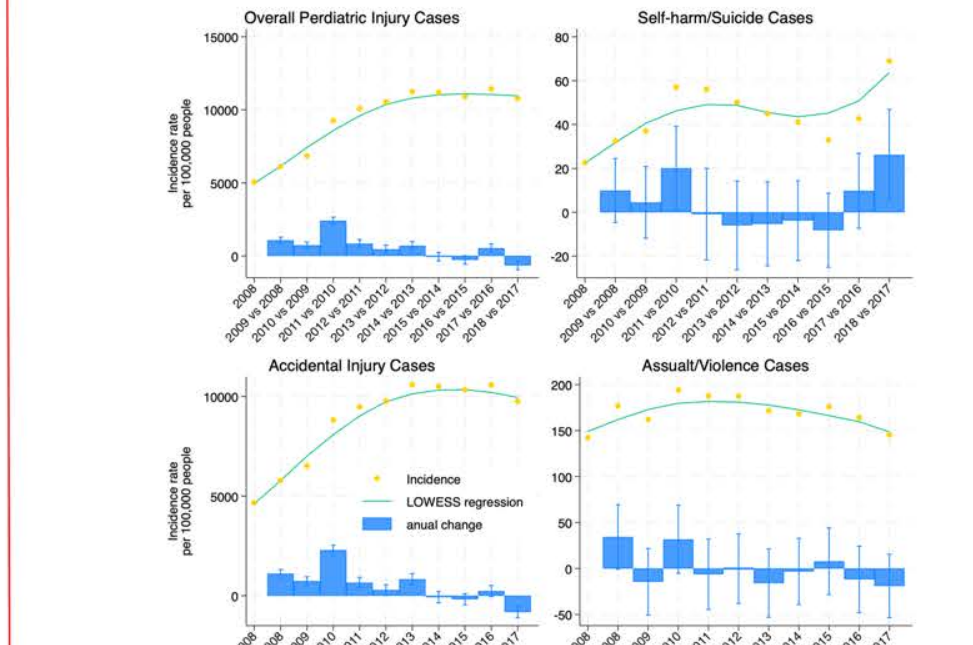 Overall Perdiatric Injury Cases
Incidence rate
per 100,000 people
15000
10000
5000
0
2008
2009 vs 2008
2010 vs 2009
2011 vs 2010
2012 vs 2011
2013 vs 2012
2014 vs 2013
2015 vs 2014
2016 vs 2015
2017 vs 2016
2018 vs 2017
Self-harm/Suicide Cases
80
60
40
20
0
-20
2008
2009 vs 2008
2010 vs 2009
2011 vs 2010
2012 vs 2011
2013 vs 2012
2014 vs 2013
2015 vs 2014
2016 vs 2015
2017 vs 2016
2018 vs 2017
Accidental Injury Cases
Incidence rate
per 100,000 people
10000
5000
0
Incidence
LOWESS regression
anual change
Assualt/Violence Cases
200
150
100
50
0
-50